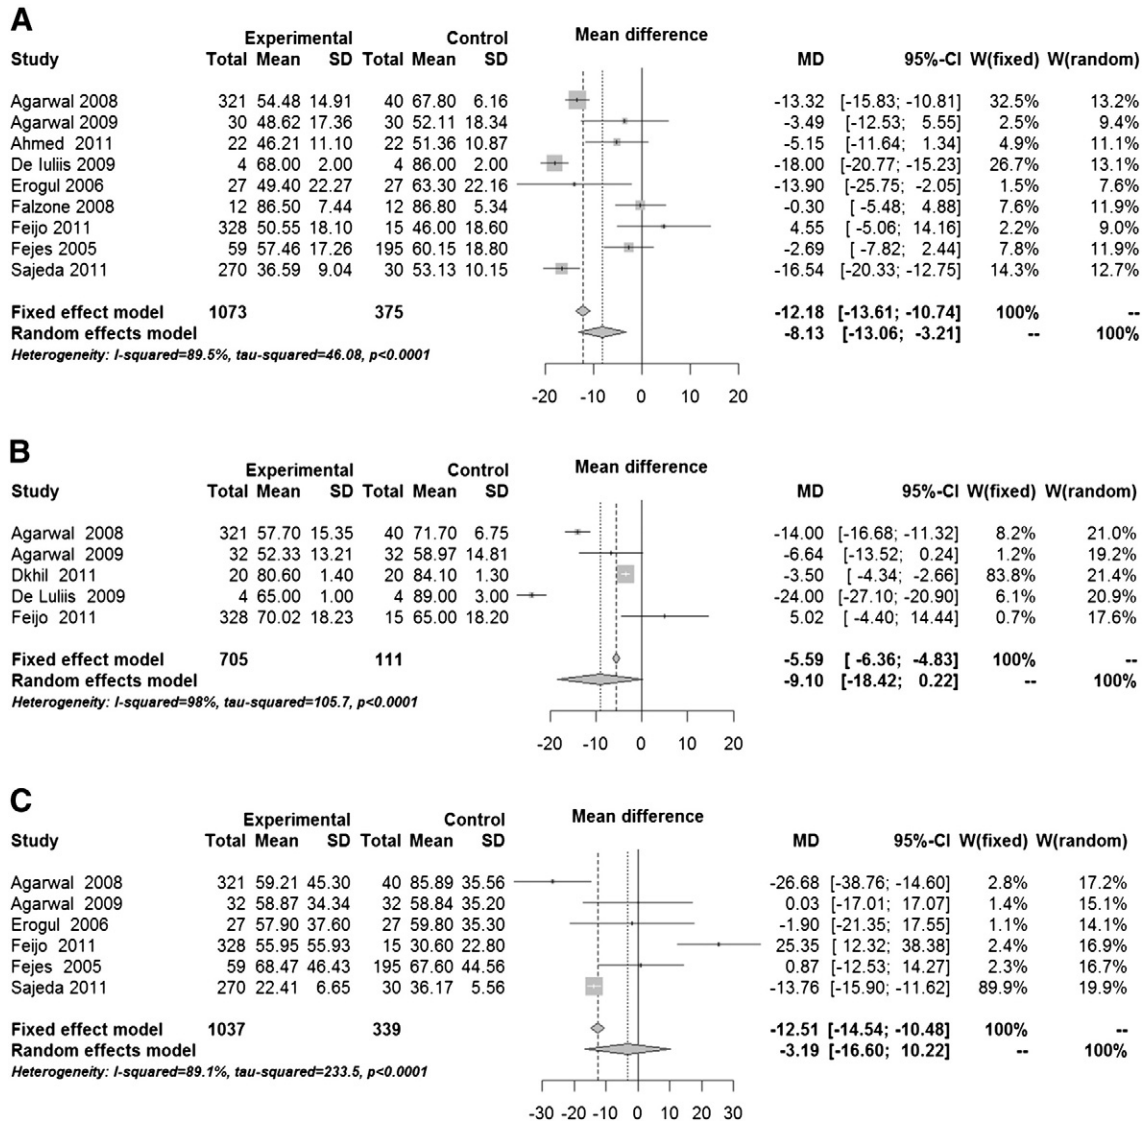 A
Experimental Control Mean difference
Study Total Mean SD Total Mean SD MD 95%-CI W(fixed) W(random)
Agarwal 2008 321 54.48 14.91 40 67.80 6.16 -13.32 [-15.83; -10.81] 32.5% 13.2%
Agarwal 2009 30 48.62 17.36 30 52.11 18.34 -3.49 [-12.53; 5.55] 2.5% 9.4%
Ahmed 2011 22 46.21 11.10 22 51.36 10.87 -5.15 [-11.64; 1.34] 4.9% 11.1%
De Iuliis 2009 4 68.00 2.00 4 86.00 2.00 -18.00 [-20.77; -15.23] 26.7% 13.1%
Erogul 2006 27 49.40 22.27 27 63.30 22.16 -13.90 [-25.75; -2.05] 1.5% 7.6%
Falzone 2008 12 86.50 7.44 12 86.80 5.34 -0.30 [ -5.48; 4.88] 7.6% 11.9%
Feijo 2011 328 50.55 18.10 15 46.00 18.60 4.55 [ -5.06; 14.16] 2.2% 9.0%
Fejes 2005 59 57.46 17.26 195 60.15 18.80 -2.69 [ -7.82; 2.44] 7.8% 11.9%
Sajeda 2011 270 36.59 9.04 30 53.13 10.15 -16.54 [-20.33; -12.75] 14.3% 12.7%
Fixed effect model 1073 375 -12.18 [-13.61; -10.74] 100% --
Random effects model -8.13 [-13.06; -3.21] -- 100%
Heterogeneity: I-squared=89.5%, tau-squared=46.08, p<0.0001
-20 -10 0 10 20
B
Experimental Control Mean difference
Study Total Mean SD Total Mean SD MD 95%-CI W(fixed) W(random)
Agarwal 2008 321 57.70 15.35 40 71.70 6.75 -14.00 [-16.68; -11.32] 8.2% 21.0%
Agarwal 2009 32 52.33 13.21 32 58.97 14.81 -6.64 [-13.52; 0.24] 1.2% 19.2%
Dkhil 2011 20 80.60 1.40 20 84.10 1.30 -3.50 [ -4.34; -2.66] 83.8% 21.4%
De Luliis 2009 4 65.00 1.00 4 89.00 3.00 -24.00 [-27.10; -20.90] 6.1% 20.9%
Feijo 2011 328 70.02 18.23 15 65.00 18.20 5.02 [ -4.40; 14.44] 0.7% 17.6%
Fixed effect model 705 111 -5.59 [ -6.36; -4.83] 100% --
Random effects model -9.10 [-18.42; 0.22] -- 100%
Heterogeneity: I-squared=98%, tau-squared=105.7, p<0.0001
-20 -10 0 10 20
C
Experimental Control Mean difference
Study Total Mean SD Total Mean SD MD 95%-CI W(fixed) W(random)
Agarwal 2008 321 59.21 45.30 40 85.89 35.56 -26.68 [-38.76; -14.60] 2.8% 17.2%
Agarwal 2009 32 58.87 34.34 32 58.84 35.20 0.03 [-17.01; 17.07] 1.4% 15.1%
Erogul 2006 27 57.90 37.60 27 59.80 35.30 -1.90 [-21.35; 17.55] 1.1% 14.1%
Feijo 2011 328 55.95 55.93 15 30.60 22.80 25.35 [ 12.32; 38.38] 2.4% 16.9%
Fejes 2005 59 68.47 46.43 195 67.60 44.56 0.87 [-12.53; 14.27] 2.3% 16.7%
Sajeda 2011 270 22.41 6.65 30 36.17 5.56 -13.76 [-15.90; -11.62] 89.9% 19.9%
Fixed effect model 1037 339 -12.51 [-14.54; -10.48] 100% --
Random effects model -3.19 [-16.60; 10.22] -- 100%
Heterogeneity: I-squared=89.1%, tau-squared=233.5, p<0.0001
-30 -20 -10 0 10 20 30